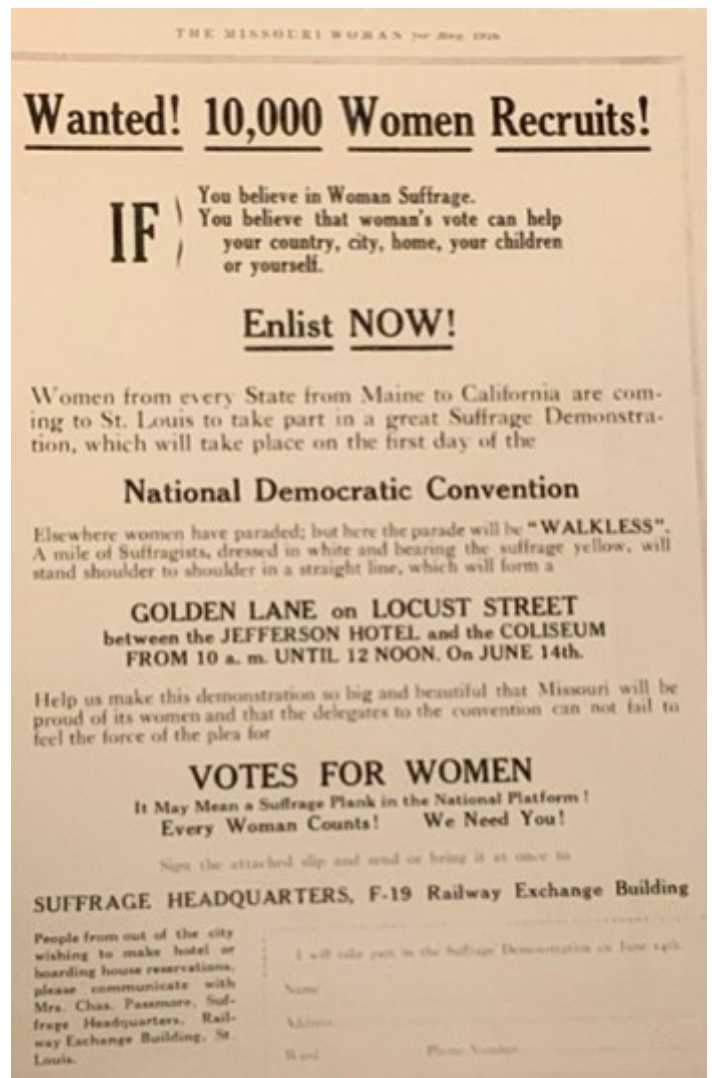 THE MISSOURI WOMAN for May, 1916
Wanted! 10,000 Women Recruits!
IF
You believe in Woman Suffrage.
You believe that woman's vote can help
your country, city, home, your children
or yourself.
Enlist NOW!
Women from every State from Maine to California are com-
ing to St. Louis to take part in a great Suffrage Demonstra-
tion, which will take place on the first day of the
National Democratic Convention
Elsewhere women have paraded; but here the parade will be "WALKLESS".
A mile of Suffragists, dressed in white and bearing the suffrage yellow, will
stand shoulder to shoulder in a straight line, which will form a
GOLDEN LANE on LOCUST STREET
between the JEFFERSON HOTEL and the COLISEUM
FROM 10 a. m. UNTIL 12 NOON. On JUNE 14th.
Help us make this demonstration so big and beautiful that Missouri will be
proud of its women and that the delegates to the convention can not fail to
feel the force of the plea for
VOTES FOR WOMEN
It May Mean a Suffrage Plank in the National Platform!
Every Woman Counts! We Need You!
Sign the attached slip and send or bring it at once to
SUFFRAGE HEADQUARTERS, F-19 Railway Exchange Building
People from out of the city
wishing to make hotel or
boarding house reservations,
please communicate with
Mrs. Chas. Passmore, Suf-
frage Headquarters, Rail-
way Exchange Building, St.
Louis.
I will take part in the Suffrage Demonstration on June 14th.
Name
Address
Ward Phone Number